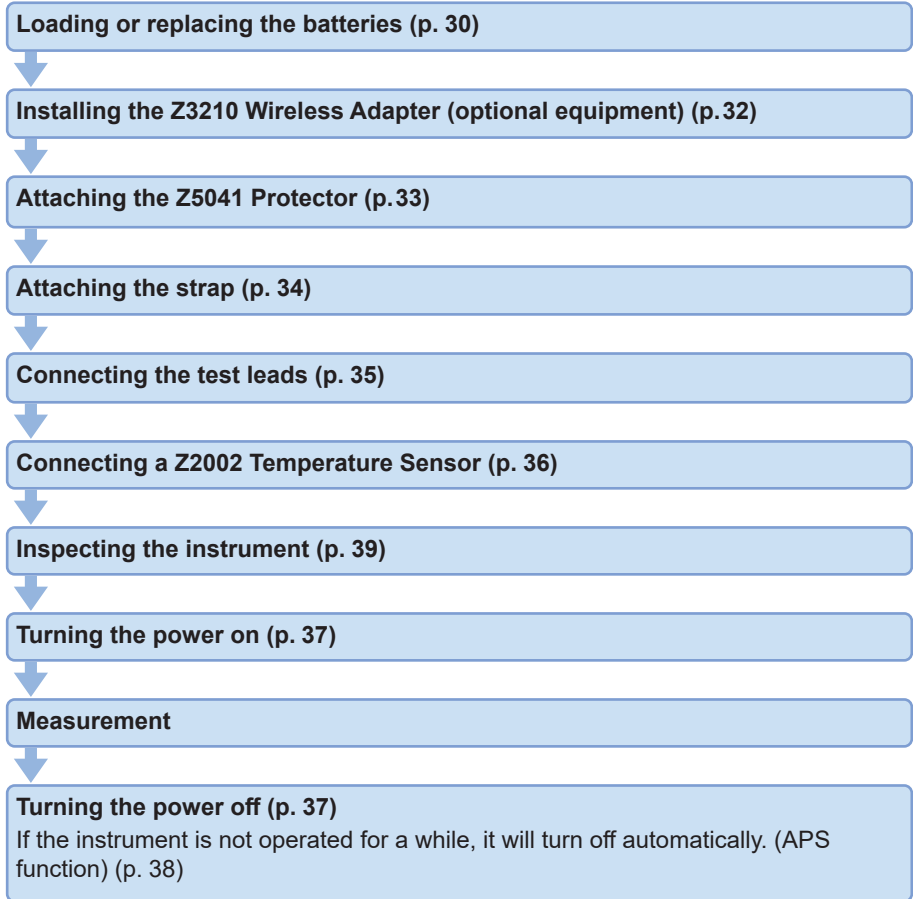 Loading or replacing the batteries (p. 30)
Installing the Z3210 Wireless Adapter (optional equipment) (p. 32)
Attaching the Z5041 Protector (p. 33)
Attaching the strap (p. 34)
Connecting the test leads (p. 35)
Connecting a Z2002 Temperature Sensor (p. 36)
Inspecting the instrument (p. 39)
Turning the power on (p. 37)
Measurement
Turning the power off (p. 37)
If the instrument is not operated for a while, it will turn off automatically. (APS
function) (p. 38)